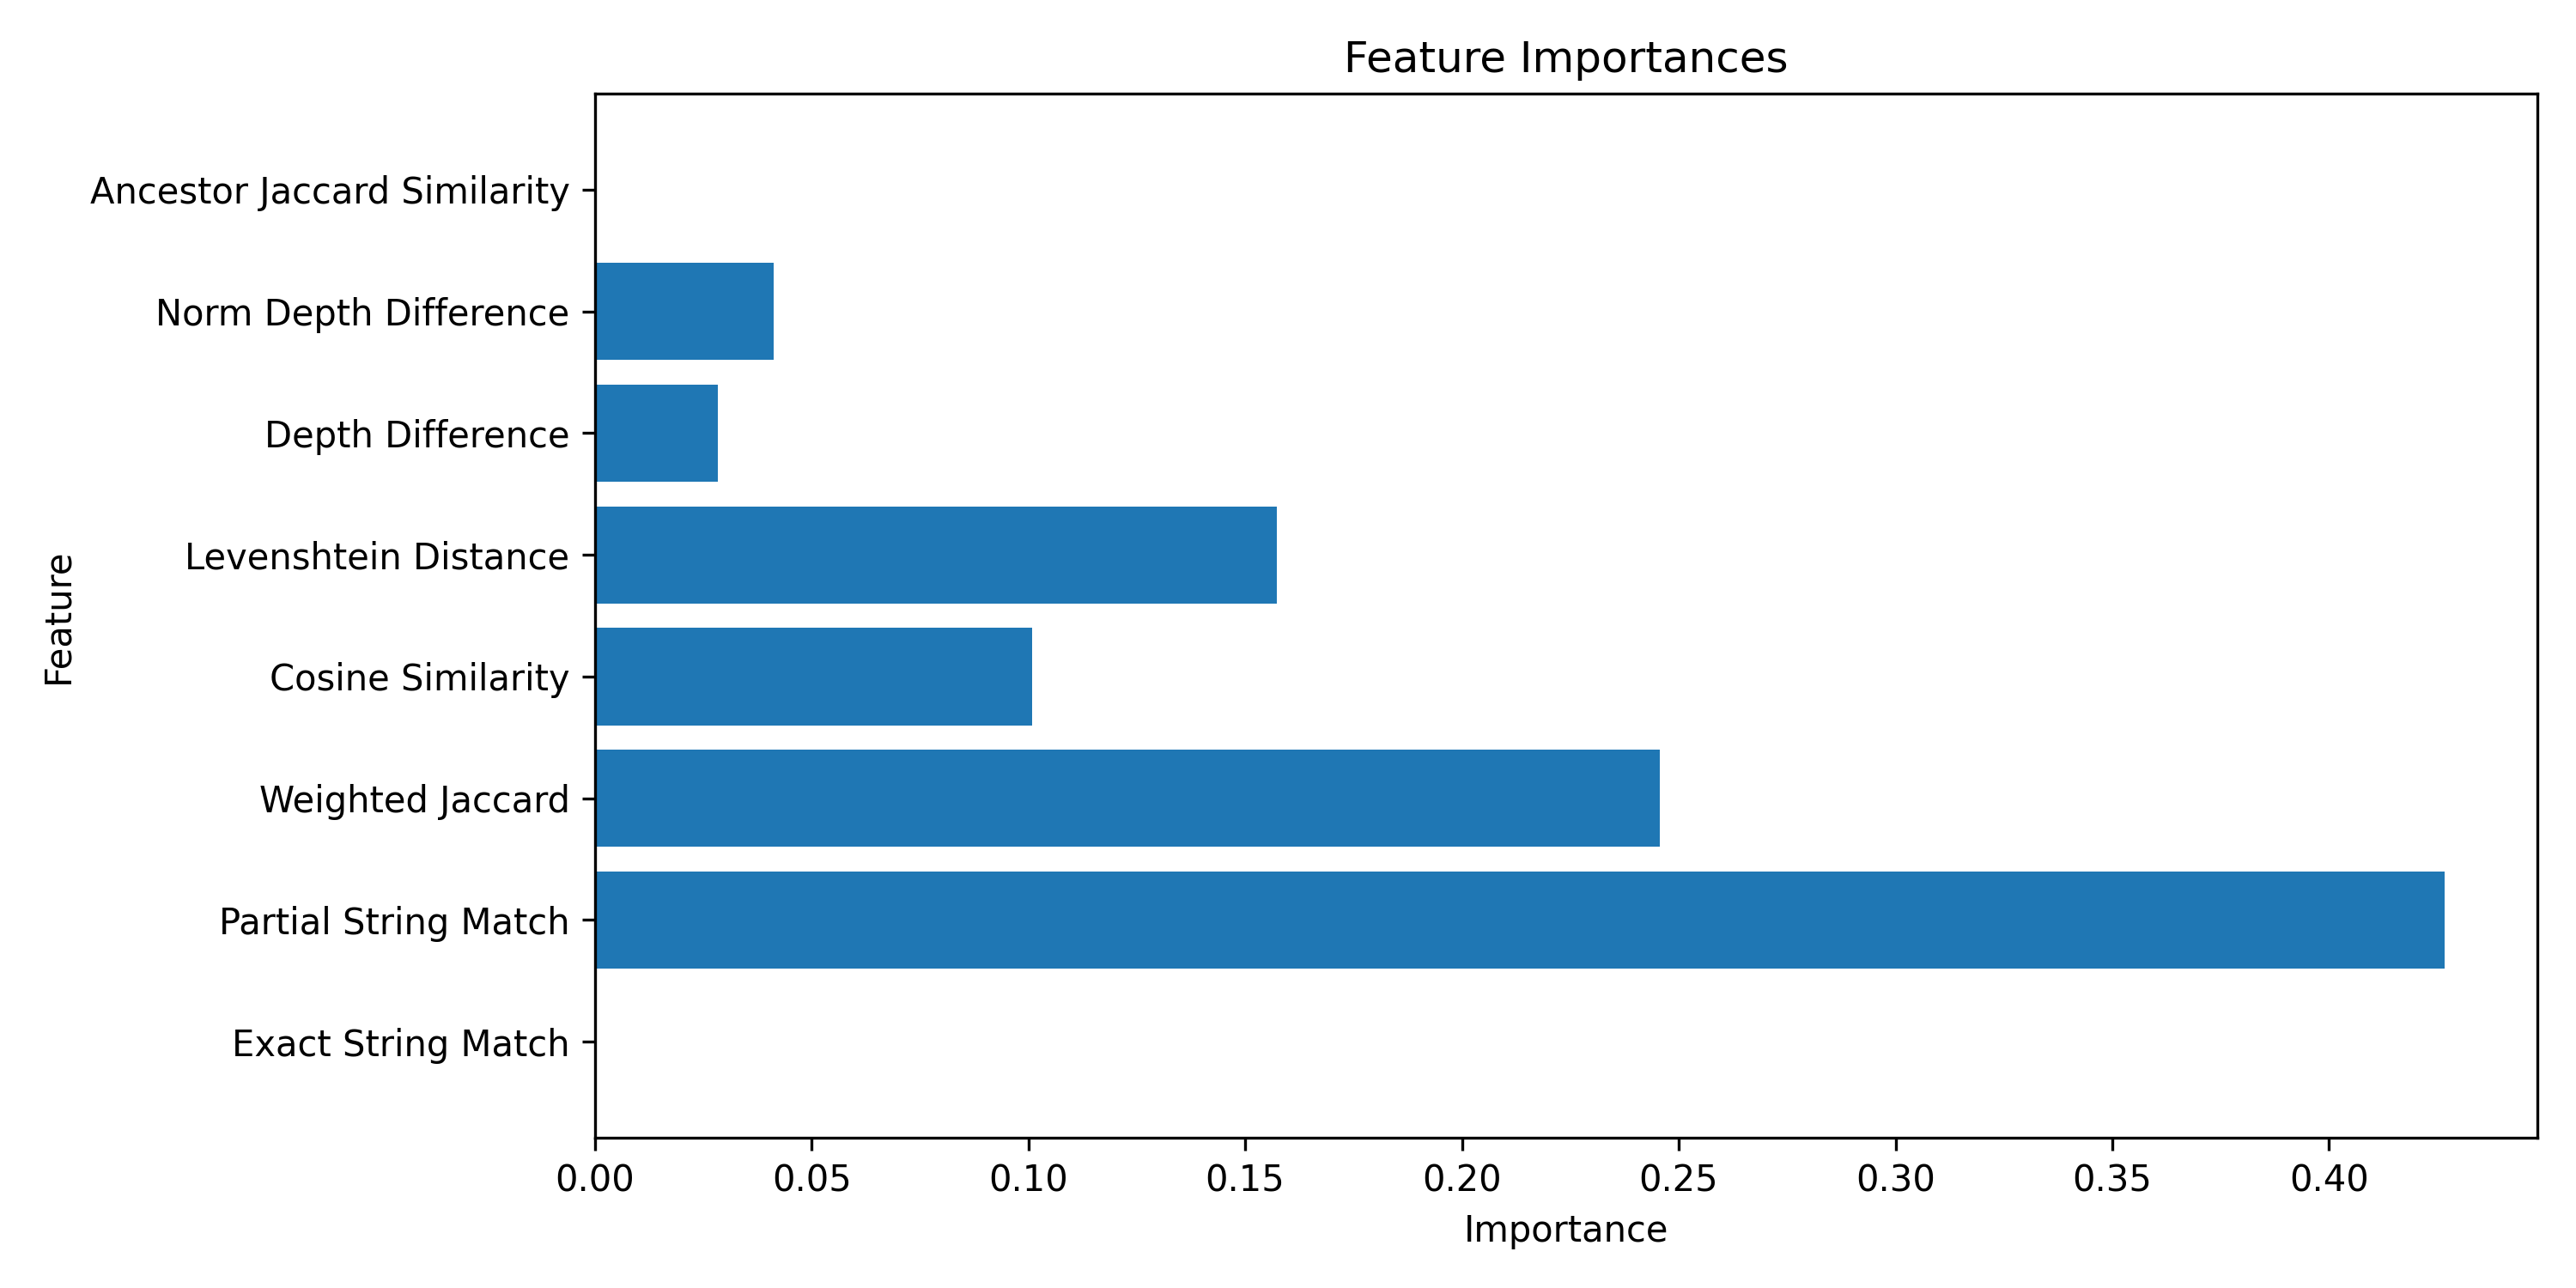 Feature Importances
Ancestor Jaccard Similarity
Norm Depth Difference
Depth Difference
Levenshtein Distance
Cosine Similarity
Weighted Jaccard
Partial String Match
Exact String Match
Feature
0.00 0.05 0.10 0.15 0.20 0.25 0.30 0.35 0.40
Importance